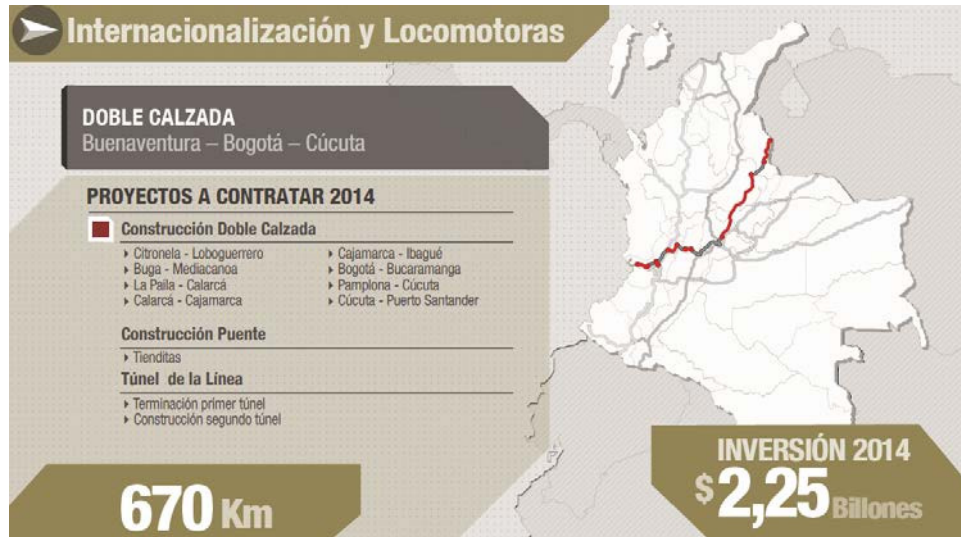 Internacionalización y Locomotoras
DOBLE CALZADA
Buenaventura – Bogotá – Cúcuta
PROYECTOS A CONTRATAR 2014
Construcción Doble Calzada
Citronela - Loboguerrero
Buga - Mediacanoa
La Paila - Calarcá
Calarcá - Cajamarca
Cajamarca - Ibagué
Bogotá - Bucaramanga
Pamplona - Cúcuta
Cúcuta - Puerto Santander
Construcción Puente
Tienditas
Túnel de la Línea
Terminación primer túnel
Construcción segundo túnel
670 Km
INVERSIÓN 2014
$2,25 Billones